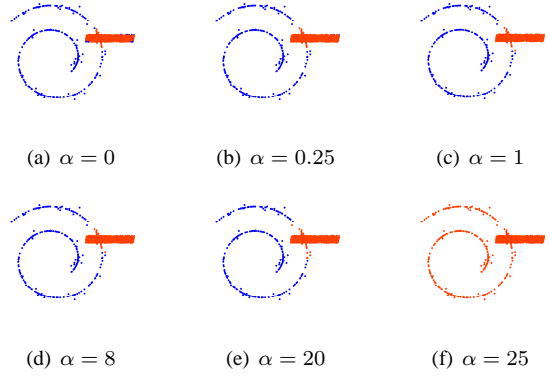 (a) α = 0
(b) α = 0.25
(c) α = 1
(d) α = 8
(e) α = 20
(f) α = 25